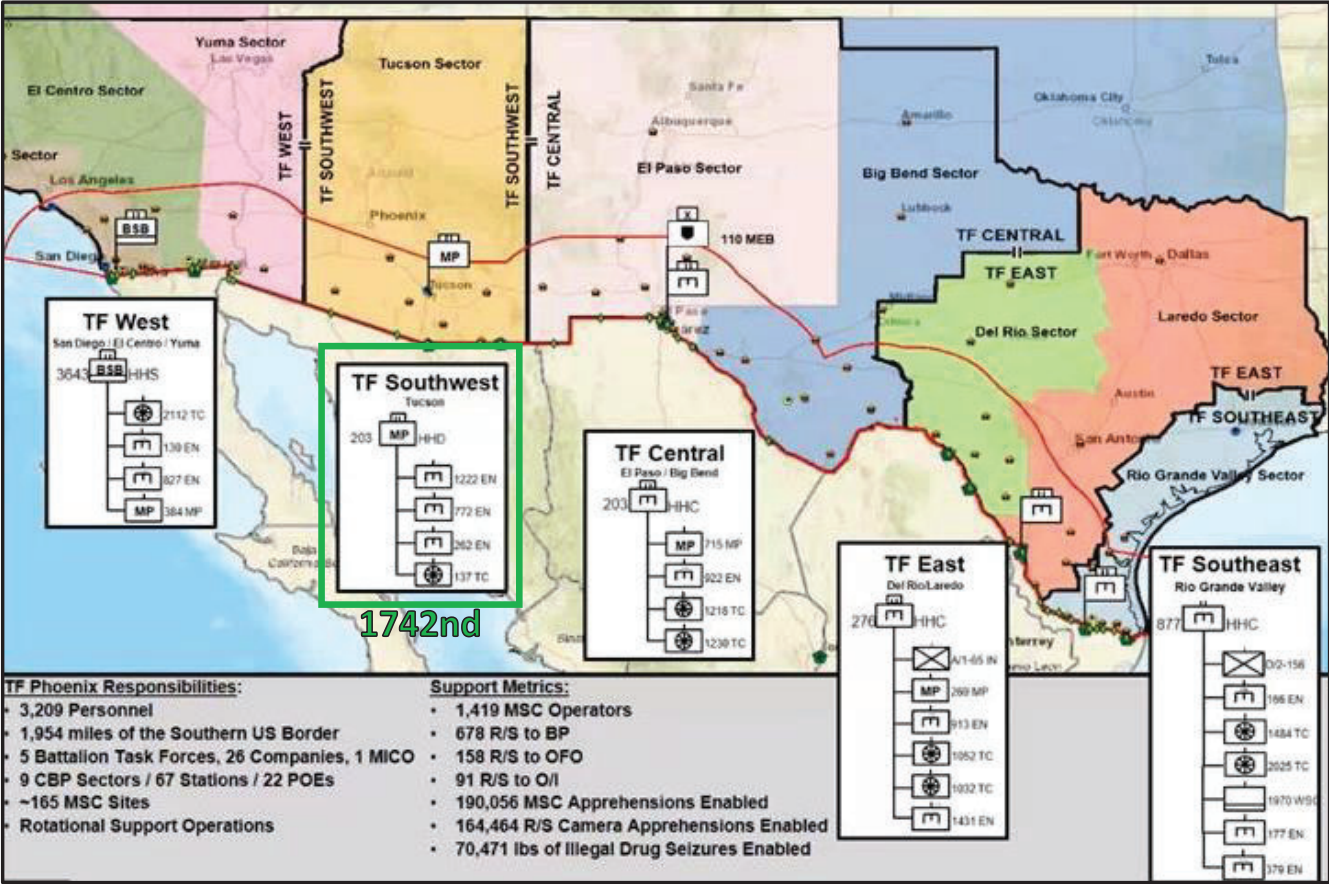 Yuma Sector
Las Vegas
El Centro Sector
Sector
Los Angeles
BSB
San Diego
TF WEST
TF SOUTHWEST
Tucson Sector
Phoenix
MP
Tucson
TF SOUTHWEST
TF CENTRAL
Santa Fe
Albuquerque
El Paso Sector
X
110 MEB
Amarillo
Big Bend Sector
Lubbock
Tulsa
Oklahoma City
Oklahoma
TF CENTRAL
TF EAST
Fort Worth
Dallas
Del Rio Sector
Laredo Sector
Austin
San Antonio
TF EAST
TF SOUTHEAST
Rio Grande Valley Sector
TF West
San Diego / El Centro / Yuma
3643 BSB HHS
2112 TC
139 EN
827 EN
MP 384 MP
TF Southwest
Tucson
203 MP HHD
1222 EN
772 EN
262 EN
137 TC
1742nd
Baja
TF Central
El Paso / Big Bend
203 HHC
MP 715 MP
922 EN
1218 TC
1239 TC
TF East
Del Rio/Laredo
276 HHC
A/1-65 IN
MP 269 MP
913 EN
1052 TC
1032 TC
1431 EN
TF Southeast
Rio Grande Valley
877 HHC
D/2-156
166 EN
1484 TC
2025 TC
1970 WSC
177 EN
379 EN
TF Phoenix Responsibilities:
• 3,209 Personnel
• 1,954 miles of the Southern US Border
• 5 Battalion Task Forces, 26 Companies, 1 MICO
• 9 CBP Sectors / 67 Stations / 22 POEs
• ~165 MSC Sites
• Rotational Support Operations
Support Metrics:
• 1,419 MSC Operators
• 678 R/S to BP
• 158 R/S to OFO
• 91 R/S to O/I
• 190,056 MSC Apprehensions Enabled
• 164,464 R/S Camera Apprehensions Enabled
• 70,471 lbs of Illegal Drug Seizures Enabled